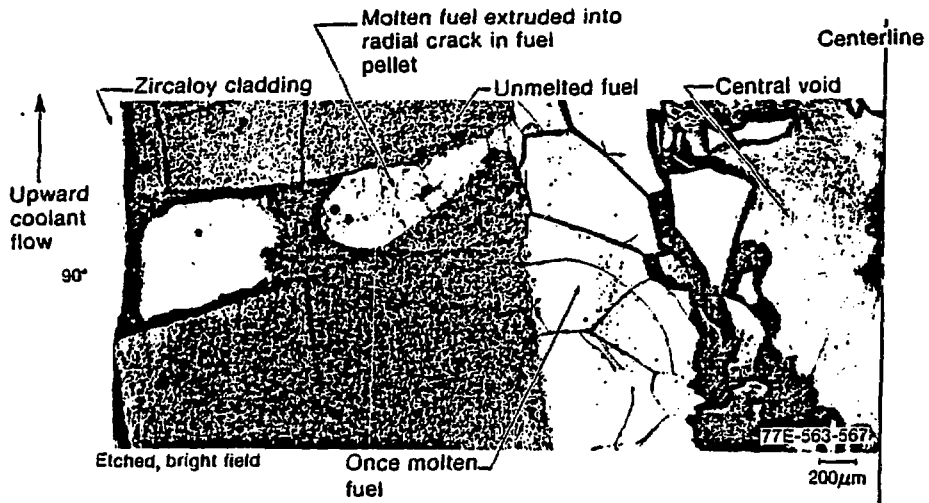 Molten fuel extruded into
radial crack in fuel
pellet
Centerline
Zircaloy cladding
Unmelted fuel
Central void
Upward
coolant
flow
90°
77E-563-567
Etched, bright field
Once molten
fuel
200μm